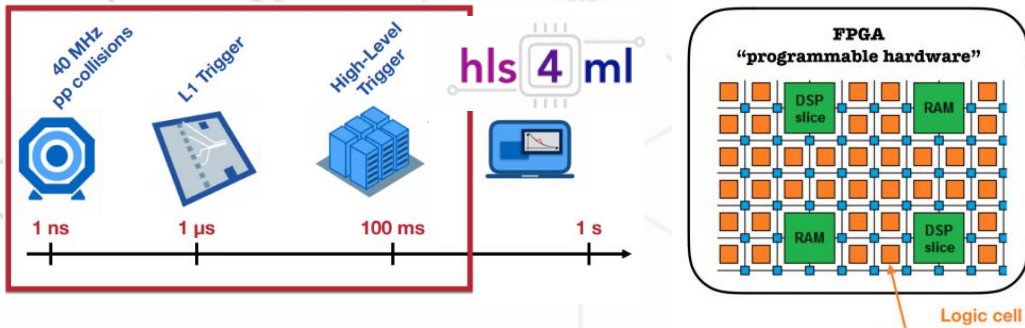 40 MHz
pp collisions
L1 Trigger
High-Level
Trigger
hls 4 ml
1 ns
1 μs
100 ms
1 s
FPGA
“programmable hardware”
DSP
slice
RAM
RAM
DSP
slice
Logic cell